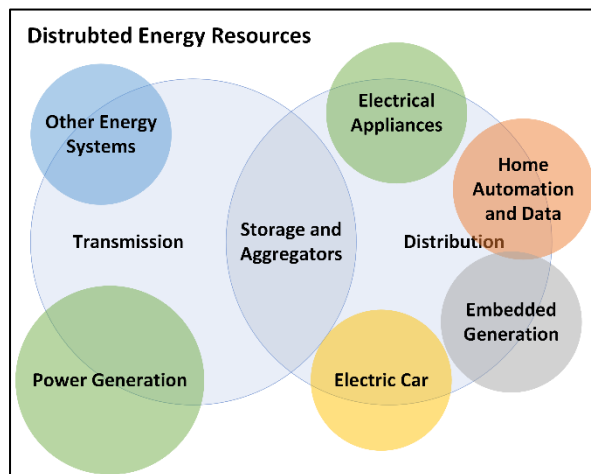 Distrubted Energy Resources
Other Energy
Systems
Electrical
Appliances
Home
Automation
and Data
Transmission
Storage and
Aggregators
Distribution
Embedded
Generation
Power Generation
Electric Car